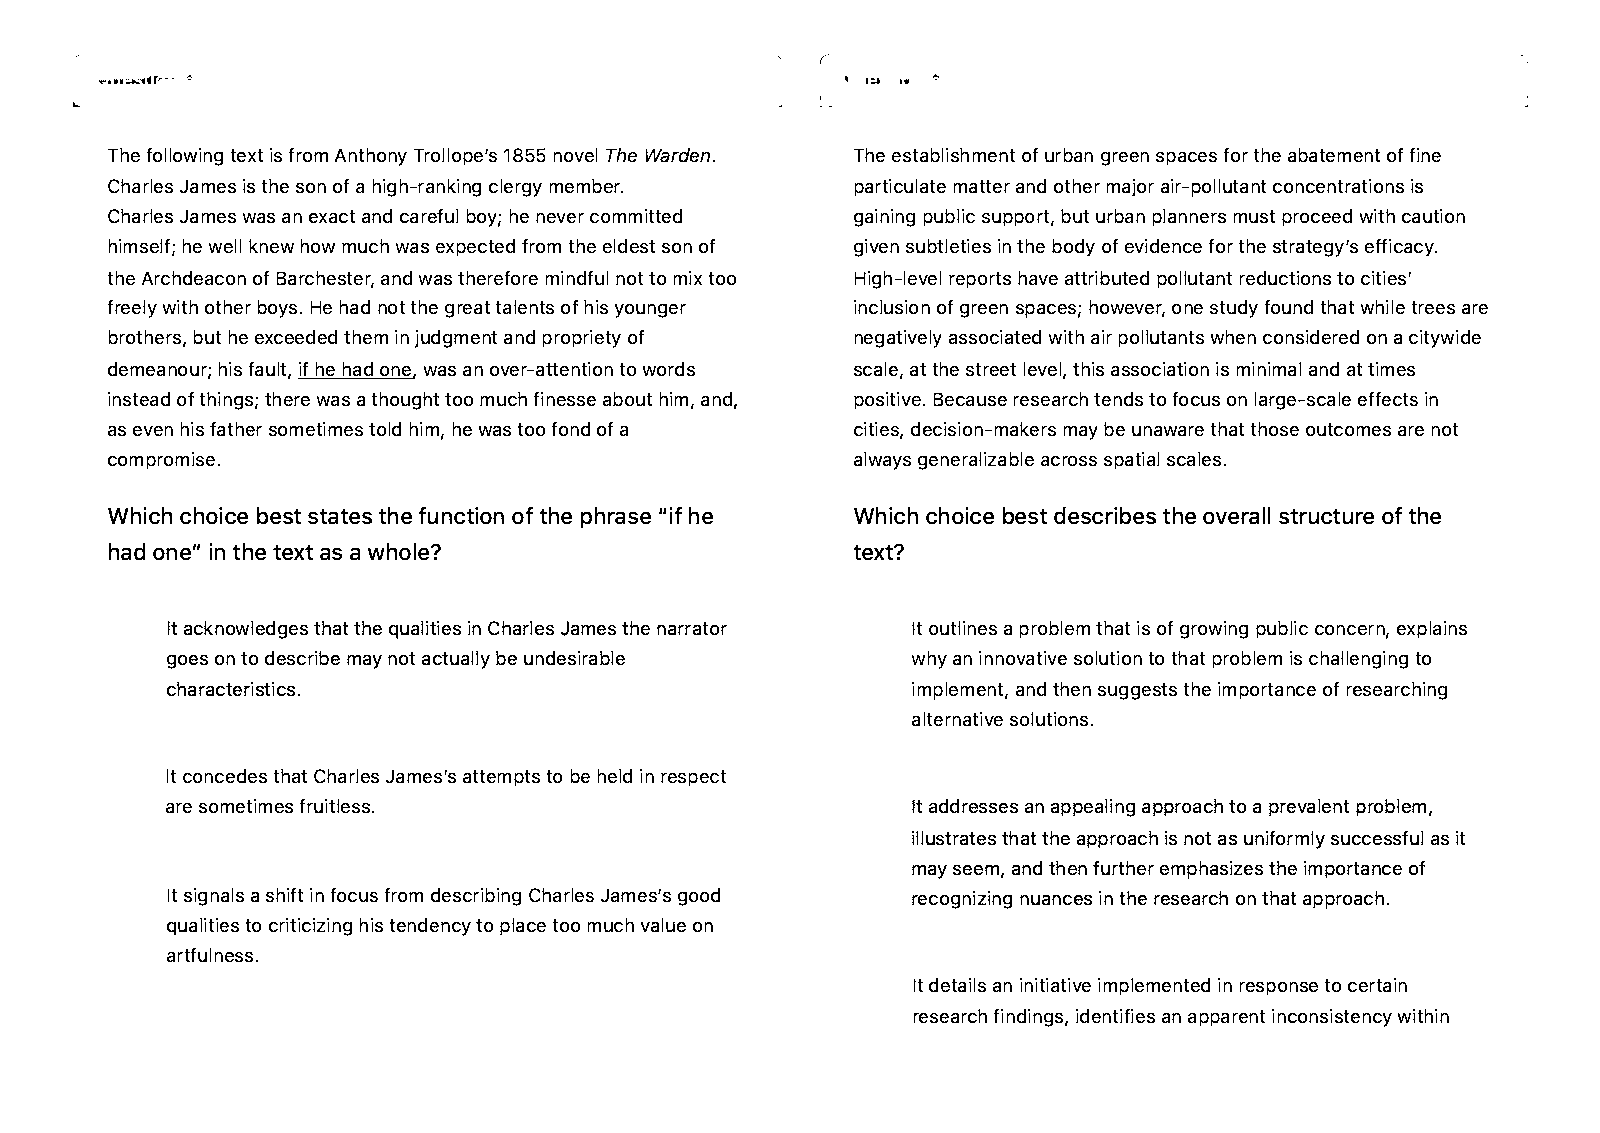 The following text is from Anthony Trollope’s 1855 novel The Warden.
Charles James is the son of a high-ranking clergy member.
Charles James was an exact and careful boy; he never committed
himself; he well knew how much was expected from the eldest son of
the Archdeacon of Barchester, and was therefore mindful not to mix too
freely with other boys. He had not the great talents of his younger
brothers, but he exceeded them in judgment and propriety of
demeanour; his fault, if he had one, was an over-attention to words
instead of things; there was a thought too much finesse about him, and,
as even his father sometimes told him, he was too fond of a
compromise.
Which choice best states the function of the phrase “if he
had one” in the text as a whole?
It acknowledges that the qualities in Charles James the narrator
goes on to describe may not actually be undesirable
characteristics.
It concedes that Charles James’s attempts to be held in respect
are sometimes fruitless.
It signals a shift in focus from describing Charles James’s good
qualities to criticizing his tendency to place too much value on
artfulness.
The establishment of urban green spaces for the abatement of fine
particulate matter and other major air-pollutant concentrations is
gaining public support, but urban planners must proceed with caution
given subtleties in the body of evidence for the strategy’s efficacy.
High-level reports have attributed pollutant reductions to cities’
inclusion of green spaces; however, one study found that while trees are
negatively associated with air pollutants when considered on a citywide
scale, at the street level, this association is minimal and at times
positive. Because research tends to focus on large-scale effects in
cities, decision-makers may be unaware that those outcomes are not
always generalizable across spatial scales.
Which choice best describes the overall structure of the
text?
It outlines a problem that is of growing public concern, explains
why an innovative solution to that problem is challenging to
implement, and then suggests the importance of researching
alternative solutions.
It addresses an appealing approach to a prevalent problem,
illustrates that the approach is not as uniformly successful as it
may seem, and then further emphasizes the importance of
recognizing nuances in the research on that approach.
It details an initiative implemented in response to certain
research findings, identifies an apparent inconsistency within